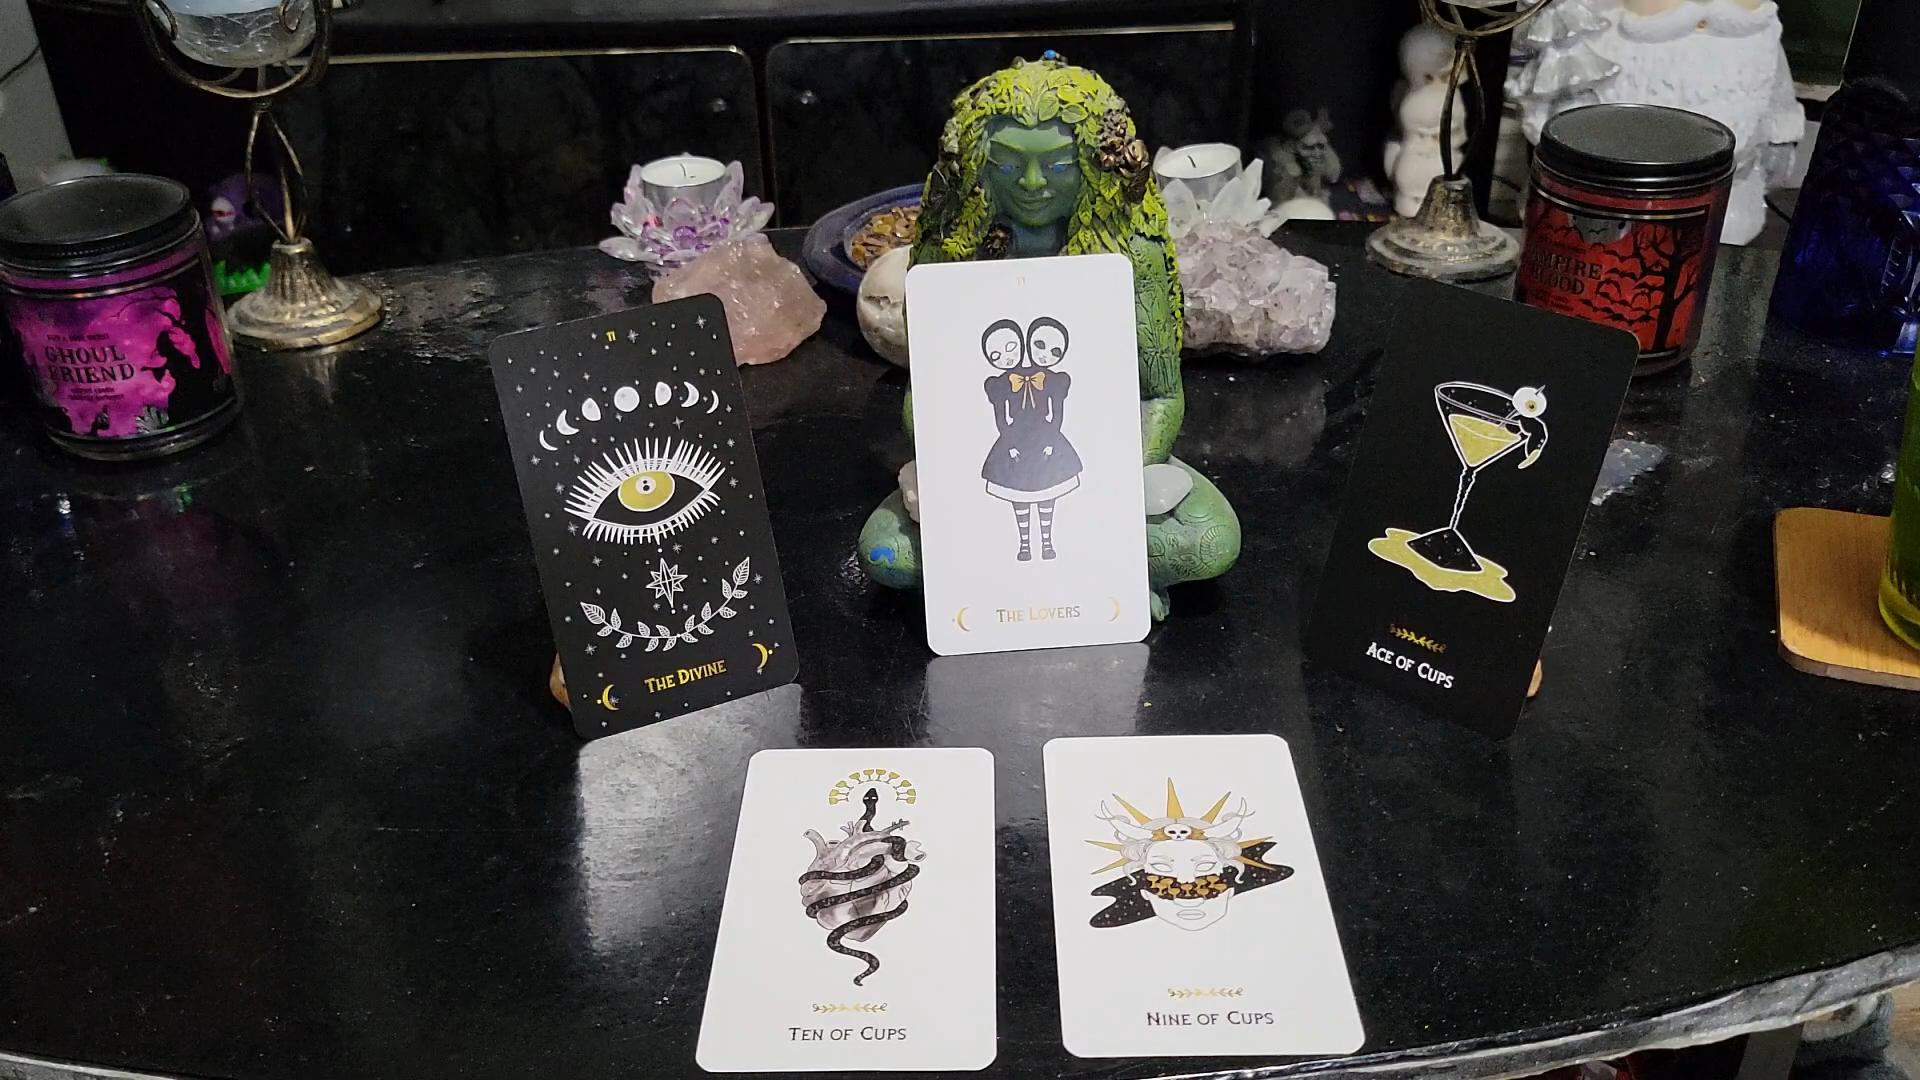 GHOUL
FRIEND
VAMPIRE
BLOOD
THE DIVINE
THE LOVERS
ACE OF CUPS
TEN OF CUPS
NINE OF CUPS